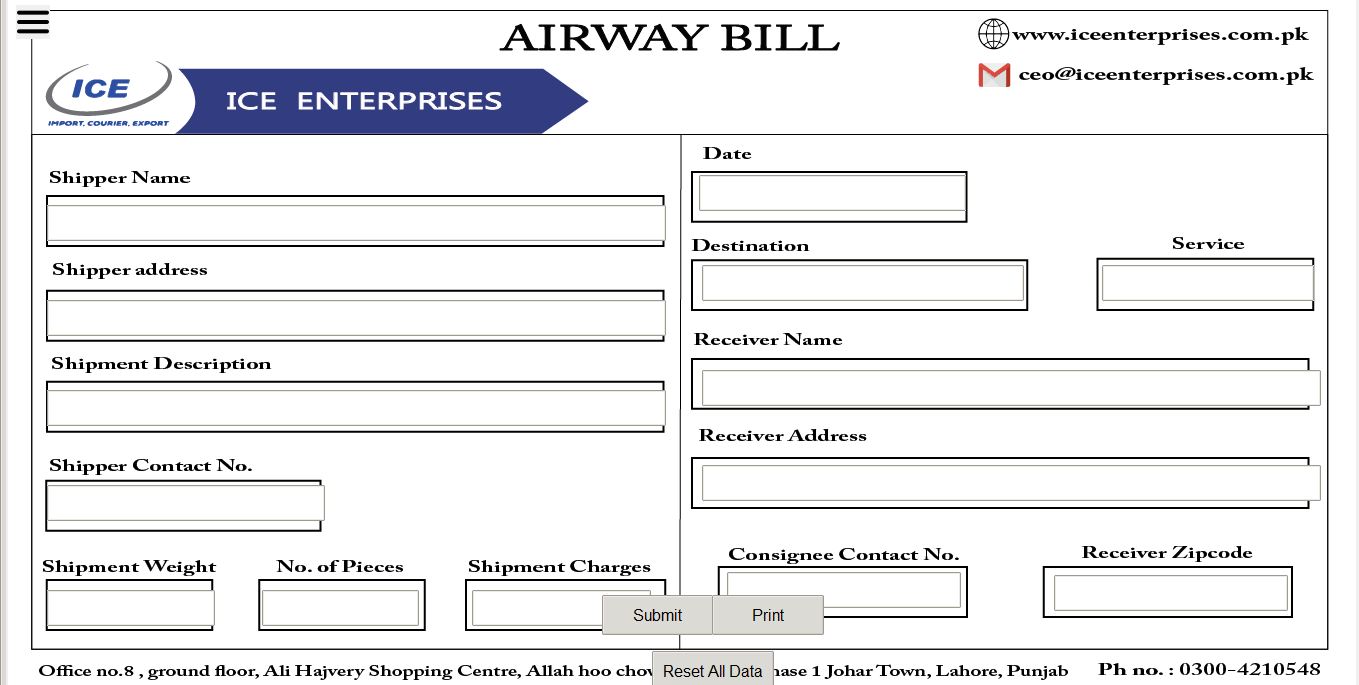 AIRWAY BILL
www.iceenterprises.com.pk
ceo@iceenterprises.com.pk
ICE
IMPORT, COURIER, EXPORT
ICE ENTERPRISES
Shipper Name
Shipper address
Shipment Description
Shipper Contact No.
Shipment Weight
No. of Pieces
Shipment Charges
Date
Destination
Service
Receiver Name
Receiver Address
Consignee Contact No.
Receiver Zipcode
Submit
Print
Office no.8 , ground floor, Ali Hajvery Shopping Centre, Allah hoo 1 Johar Town, Lahore, Punjab
Reset All Data
Ph no. : 0300-4210548